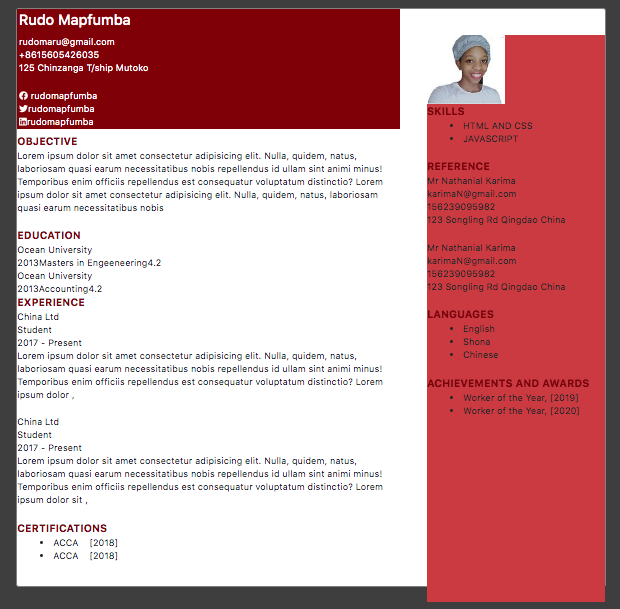 Rudo Mapfumba
rudomaru@gmail.com
+8615605426035
125 Chinzanga T/ship Mutoko
rudomapfumba
rudomapfumba
rudomapfumba
OBJECTIVE
Lorem ipsum dolor sit amet consectetur adipisicing elit. Nulla, quidem, natus,
laboriosam quasi earum necessitatibus nobis repellendus id ullam sint animi minus!
Temporibus enim officiis repellendus est consequatur voluptatum distinctio? Lorem
ipsum dolor sit amet consectetur adipisicing elit. Nulla, quidem, natus, laboriosam
quasi earum necessitatibus nobis
EDUCATION
Ocean University
2013Masters in Engeeneering4.2
Ocean University
2013Accounting4.2
EXPERIENCE
China Ltd
Student
2017 - Present
Lorem ipsum dolor sit amet consectetur adipisicing elit. Nulla, quidem, natus,
laboriosam quasi earum necessitatibus nobis repellendus id ullam sint animi minus!
Temporibus enim officiis repellendus est consequatur voluptatum distinctio? Lorem
ipsum dolor ,
China Ltd
Student
2017 - Present
Lorem ipsum dolor sit amet consectetur adipisicing elit. Nulla, quidem, natus,
laboriosam quasi earum necessitatibus nobis repellendus id ullam sint animi minus!
Temporibus enim officiis repellendus est consequatur voluptatum distinctio? Lorem
ipsum dolor sit ,
CERTIFICATIONS
• ACCA [2018]
• ACCA [2018]
SKILLS
• HTML AND CSS
• JAVASCRIPT
REFERENCE
Mr Nathanial Karima
karimaN@gmail.com
156239095982
123 Songling Rd Qingdao China
Mr Nathanial Karima
karimaN@gmail.com
156239095982
123 Songling Rd Qingdao China
LANGUAGES
• English
• Shona
• Chinese
ACHIEVEMENTS AND AWARDS
• Worker of the Year, [2019]
• Worker of the Year, [2020]